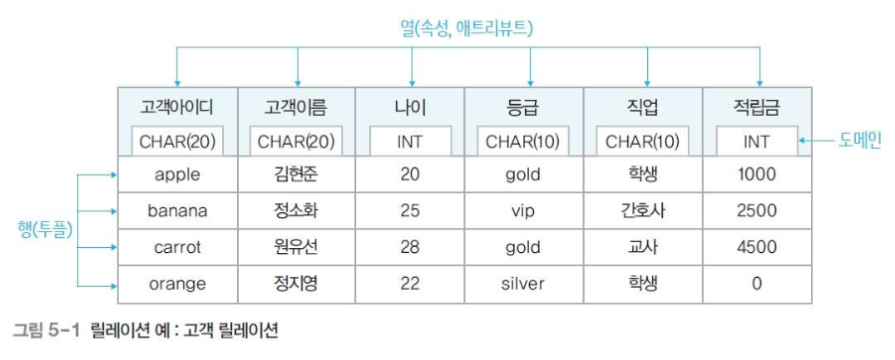 열(속성, 애트리뷰트)
고객아이디 고객이름 나이 등급 직업 적립금
CHAR(20) CHAR(20) INT CHAR(10) CHAR(10) INT 도메인
apple 김현준 20 gold 학생 1000
행(투플) banana 정소화 25 vip 간호사 2500
carrot 원유선 28 gold 교사 4500
orange 정지영 22 silver 학생 0
그림 5-1 릴레이션 예 : 고객 릴레이션